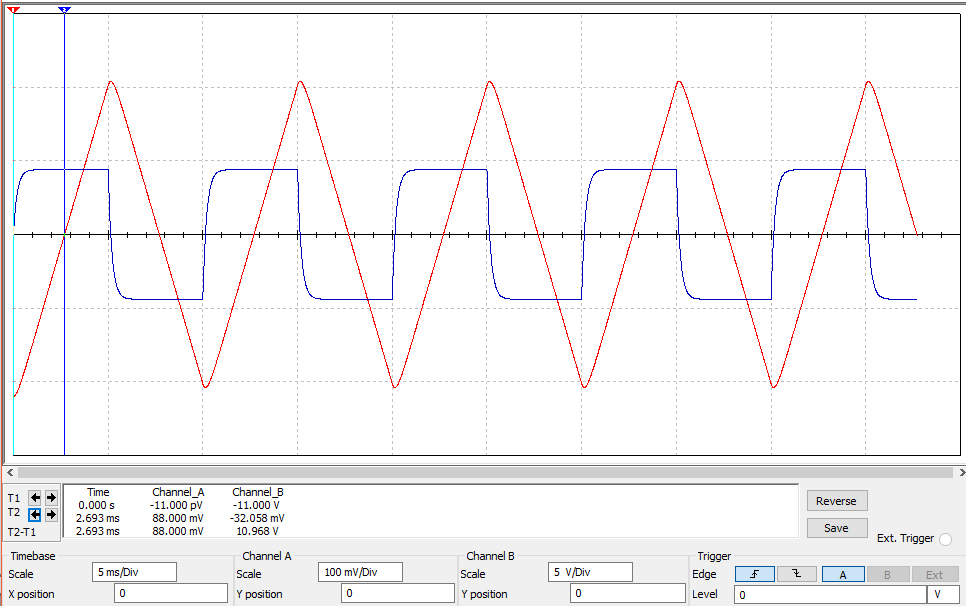 1 2
T1
T2
T2-T1
Time Channel_A Channel_B
0.000 s -11.000 pV -11.000 V
2.693 ms 88.000 mV -32.058 mV
2.693 ms 88.000 mV 10.968 V
Reverse
Save
Ext. Trigger
Timebase
Scale 5 ms/Div
X position 0
Channel A
Scale 100 mV/Div
Y position 0
Channel B
Scale 5 V/Div
Y position 0
Trigger
Edge A B Ext
Level 0 V